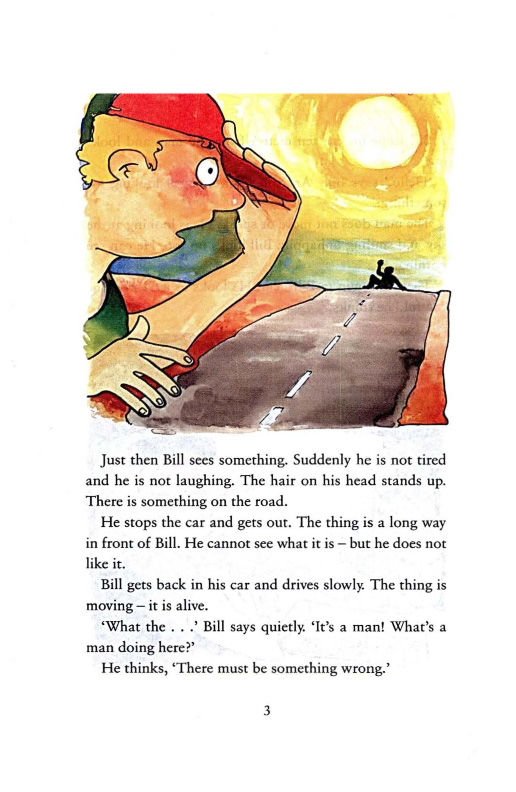 Just then Bill sees something. Suddenly he is not tired
and he is not laughing. The hair on his head stands up.
There is something on the road.
He stops the car and gets out. The thing is a long way
in front of Bill. He cannot see what it is – but he does not
like it.
Bill gets back in his car and drives slowly. The thing is
moving – it is alive.
‘What the . . .’ Bill says quietly. ‘It’s a man! What’s a
man doing here?’
He thinks, ‘There must be something wrong.’
3